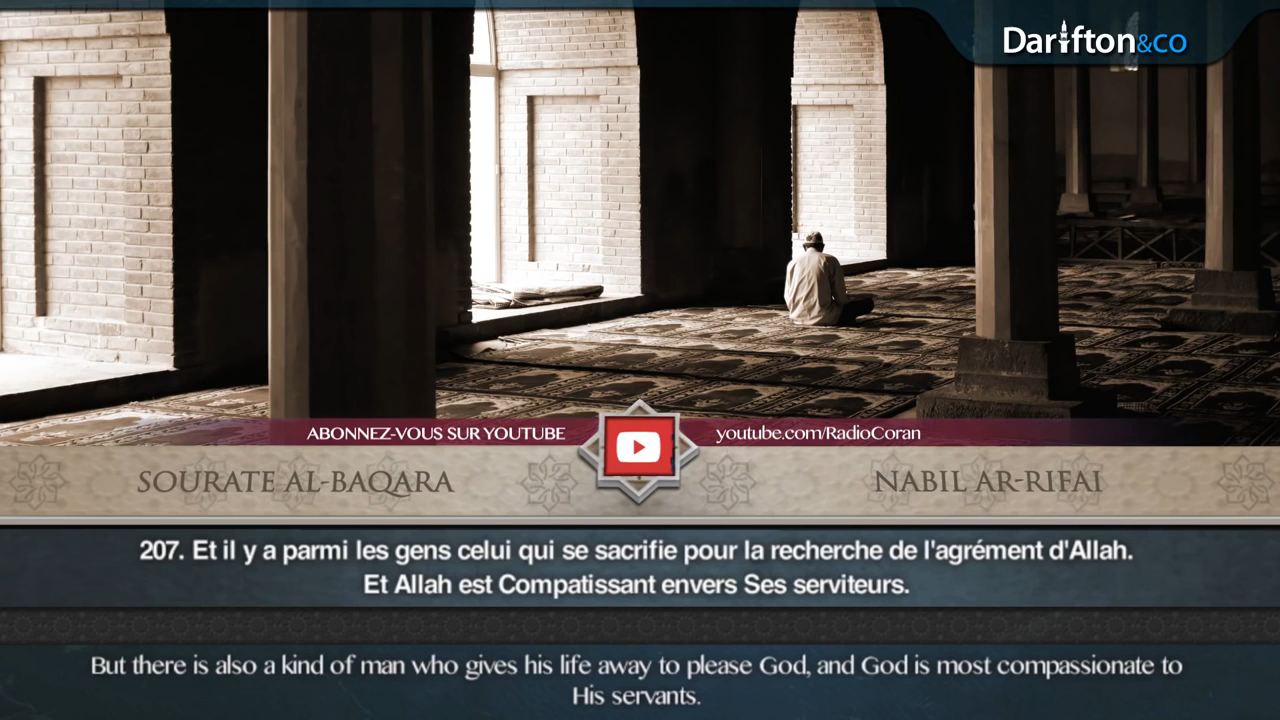 Darifton&co
ABONNEZ-VOUS SUR YOUTUBE
youtube.com/RadioCoran
SOURATE AL-BAQARA
NABIL AR-RIFAI
207. Et il y a parmi les gens celui qui se sacrifie pour la recherche de l'agrément d'Allah.
Et Allah est Compatissant envers Ses serviteurs.
But there is also a kind of man who gives his life away to please God, and God is most compassionate to
His servants.